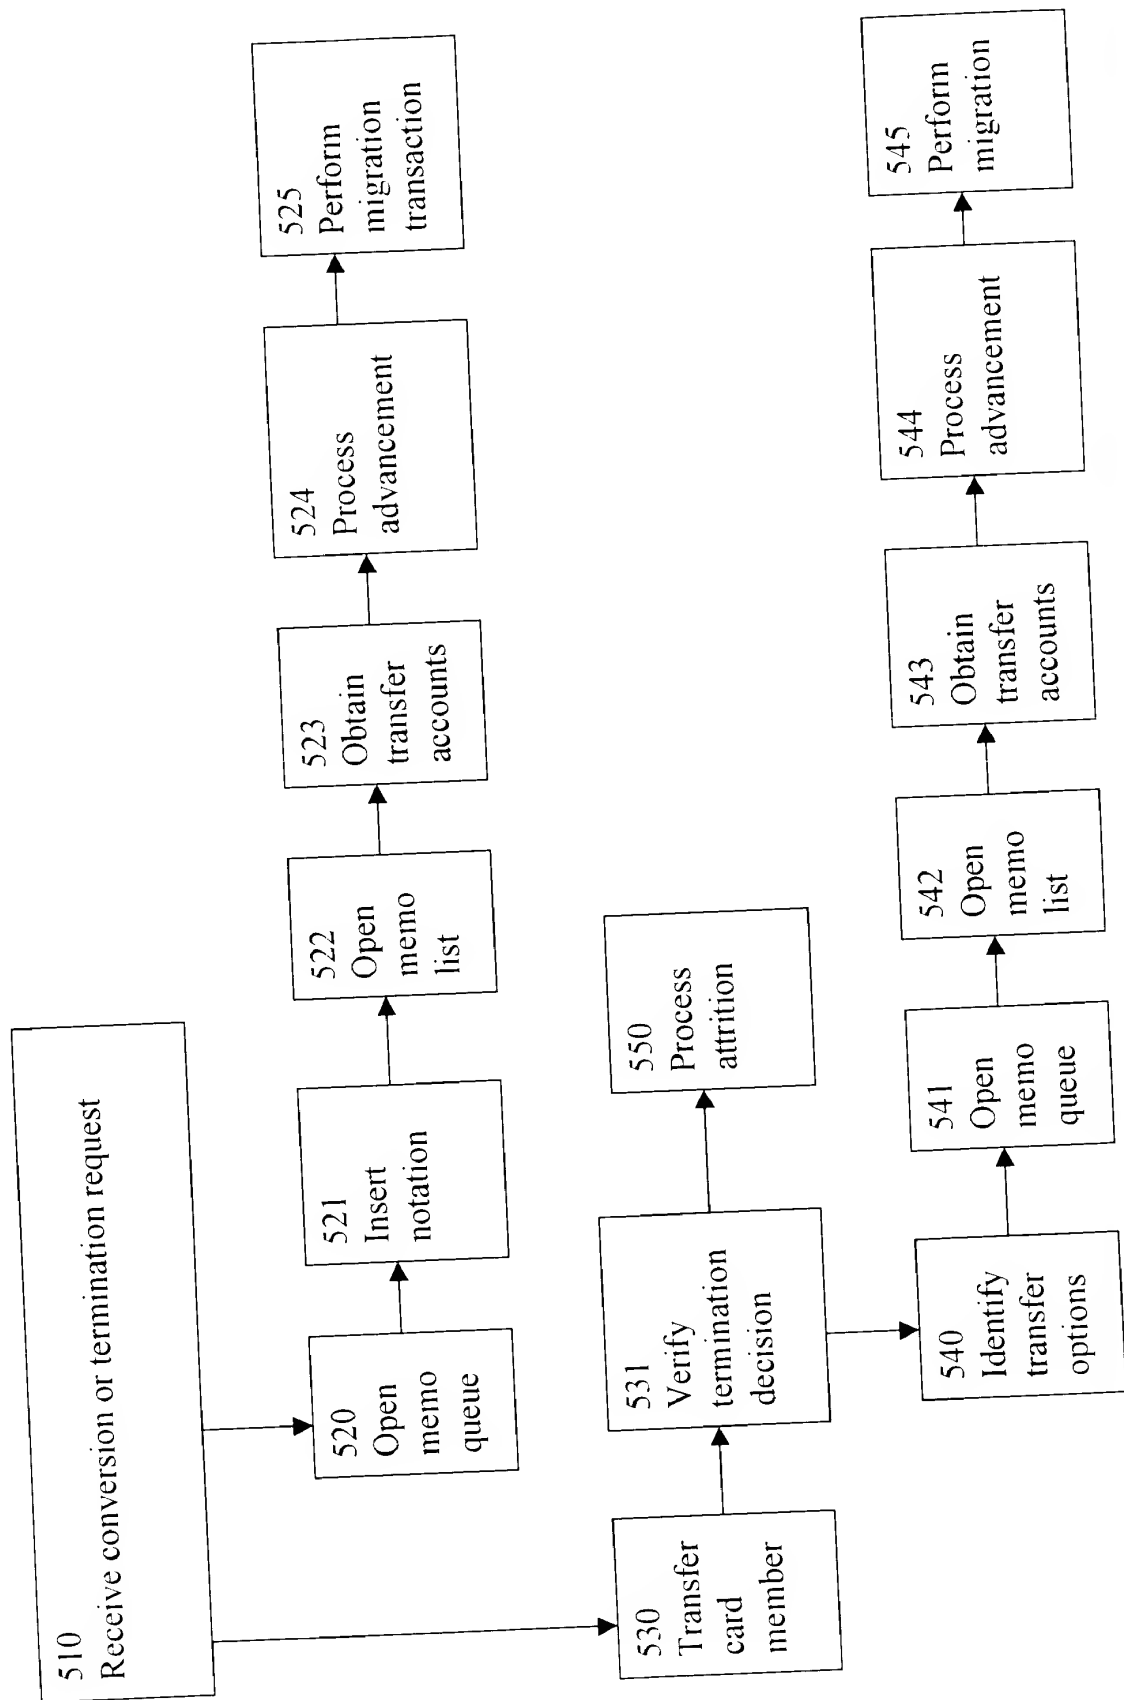 510
Receive conversion or termination request
520
Open
memo
queue
521
Insert
notation
522
Open
memo
list
523
Obtain
transfer
accounts
524
Process
advancement
525
Perform
migration
transaction
530
Transfer
card
member
531
Verify
termination
decision
550
Process
attrition
540
Identify
transfer
options
541
Open
memo
queue
542
Open
memo
list
543
Obtain
transfer
accounts
544
Process
advancement
545
Perform
migration